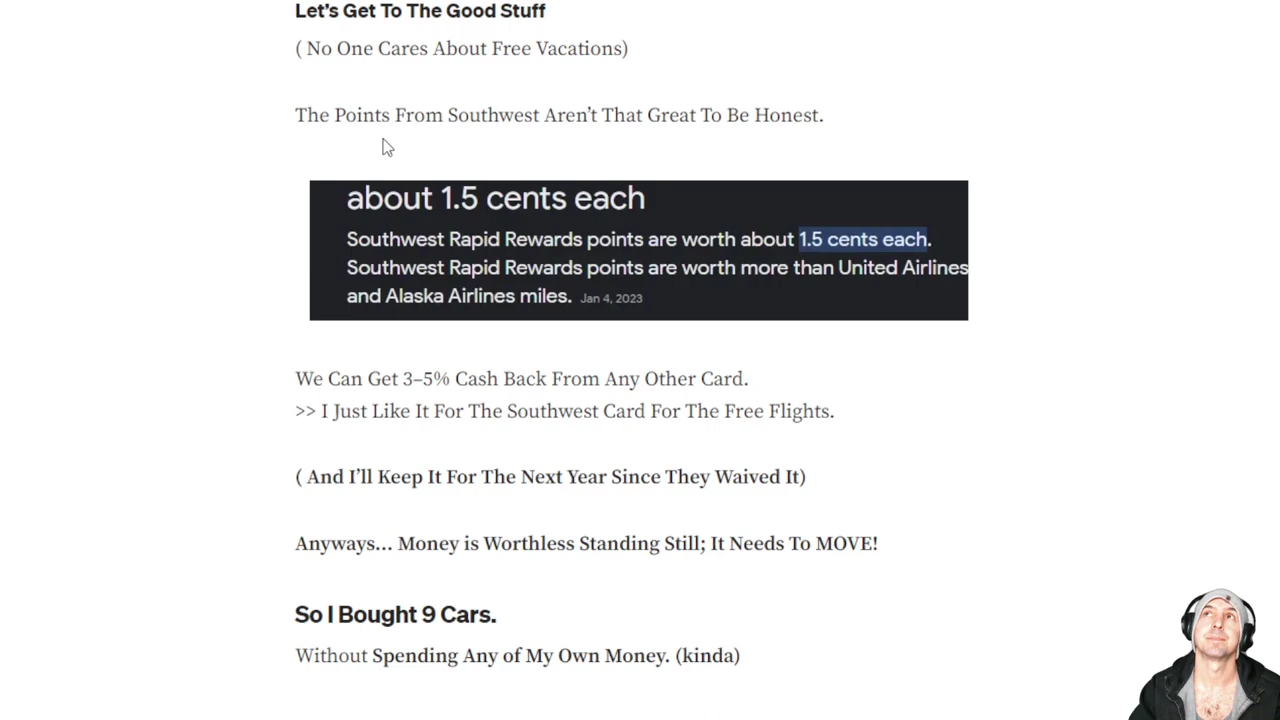 Let's Get To The Good Stuff
( No One Cares About Free Vacations)
The Points From Southwest Aren't That Great To Be Honest.
about 1.5 cents each
Southwest Rapid Rewards points are worth about 1.5 cents each.
Southwest Rapid Rewards points are worth more than United Airlines
and Alaska Airlines miles. Jan 4, 2023
We Can Get 3–5% Cash Back From Any Other Card.
>> I Just Like It For The Southwest Card For The Free Flights.
( And I'll Keep It For The Next Year Since They Waived It)
Anyways… Money is Worthless Standing Still; It Needs To MOVE!
So I Bought 9 Cars.
Without Spending Any of My Own Money. (kinda)